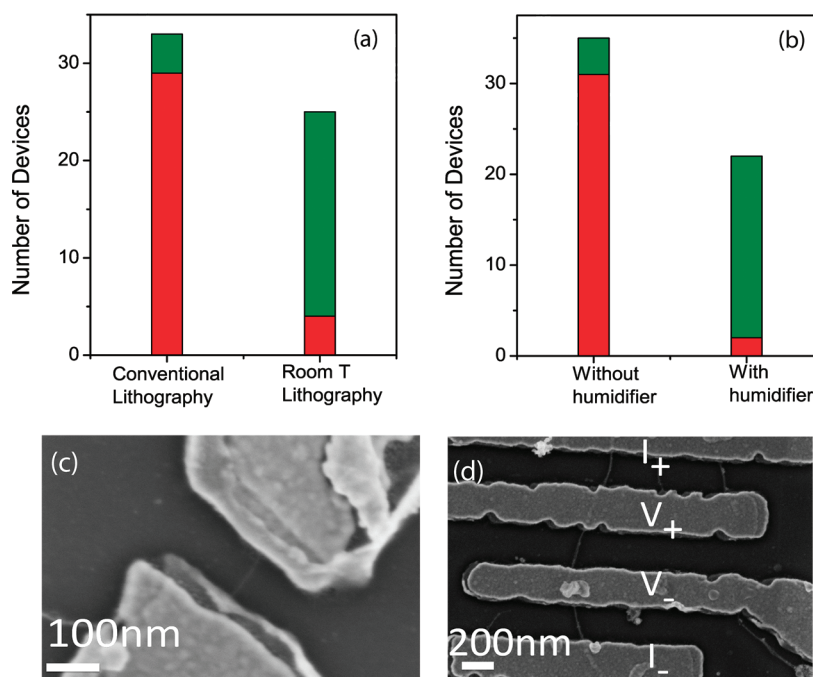 (a)
Number of Devices
30
20
10
0
Conventional
Lithography
Room T
Lithography
(b)
Number of Devices
30
20
10
0
Without
humidifier
With
humidifier
(c)
100nm
(d)
I+
V+
V-
I-
200nm